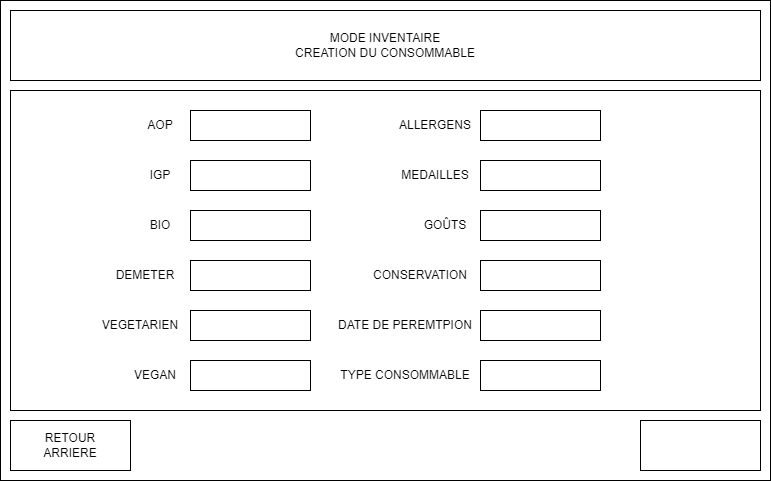 MODE INVENTAIRE
CREATION DU CONSOMMABLE
AOP
ALLERGENS
IGP
MEDAILLES
BIO
GOÛTS
DEMETER
CONSERVATION
VEGETARIEN
DATE DE PEREMTPION
VEGAN
TYPE CONSOMMABLE
RETOUR
ARRIERE